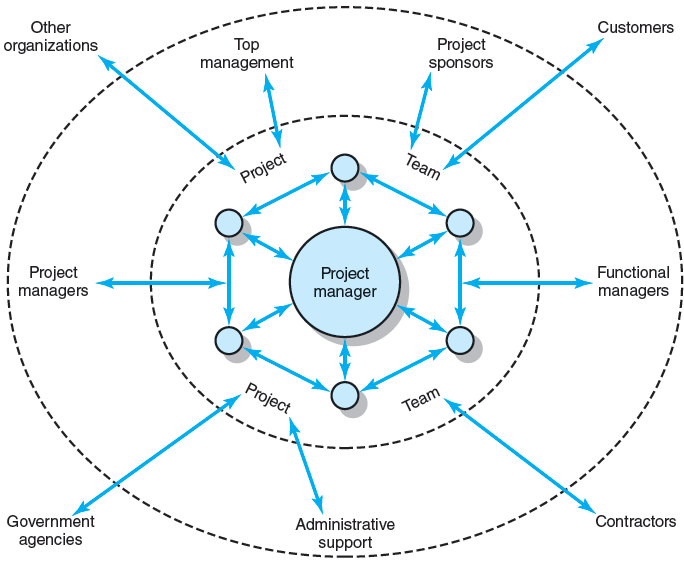 Other
organizations
Top
management
Project
sponsors
Customers
Project
Team
Project
managers
Project
manager
Functional
managers
Project
Team
Government
agencies
Administrative
support
Contractors